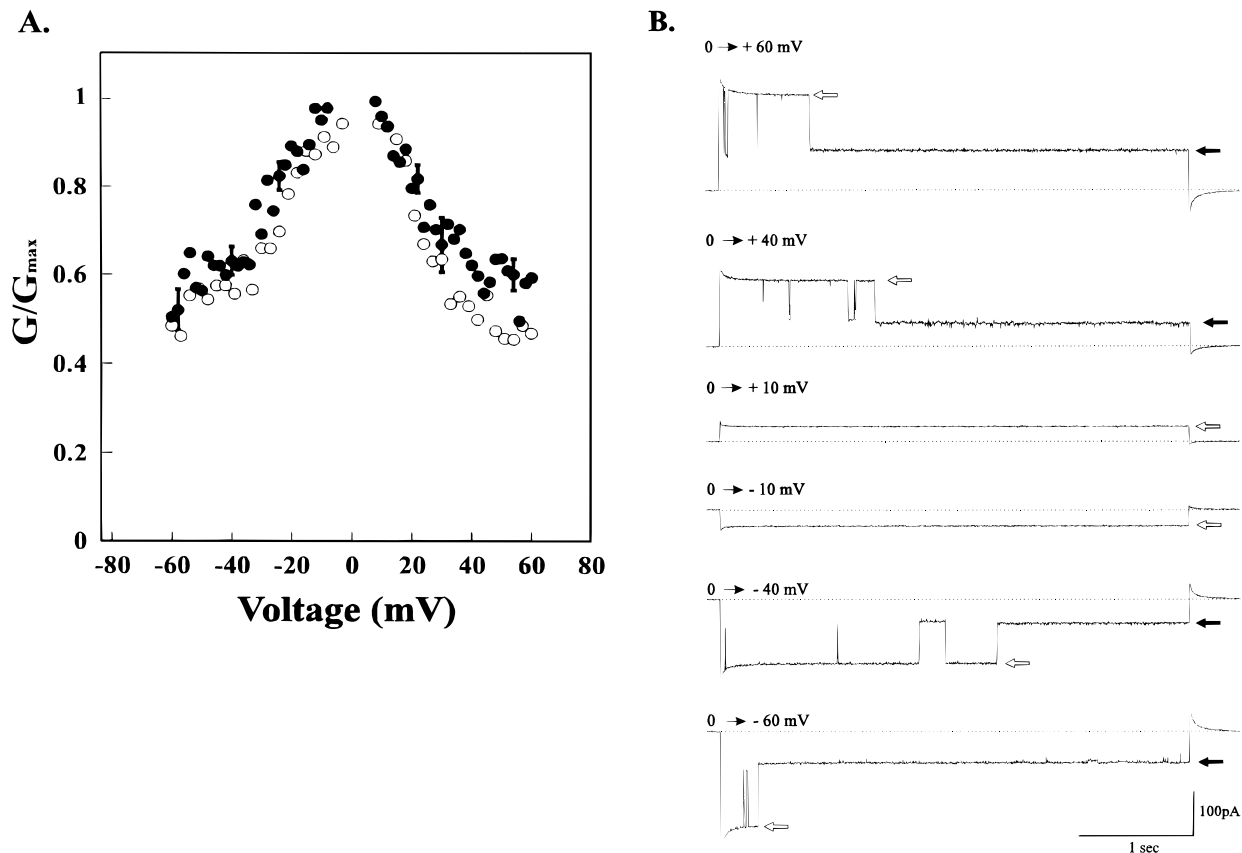 A.
G/Gmax
1
0.8
0.6
0.4
0.2
0
-80 -60 -40 -20 0 20 40 60 80
Voltage (mV)
B.
0 → + 60 mV
0 → + 40 mV
0 → + 10 mV
0 → - 10 mV
0 → - 40 mV
0 → - 60 mV
100pA
1 sec